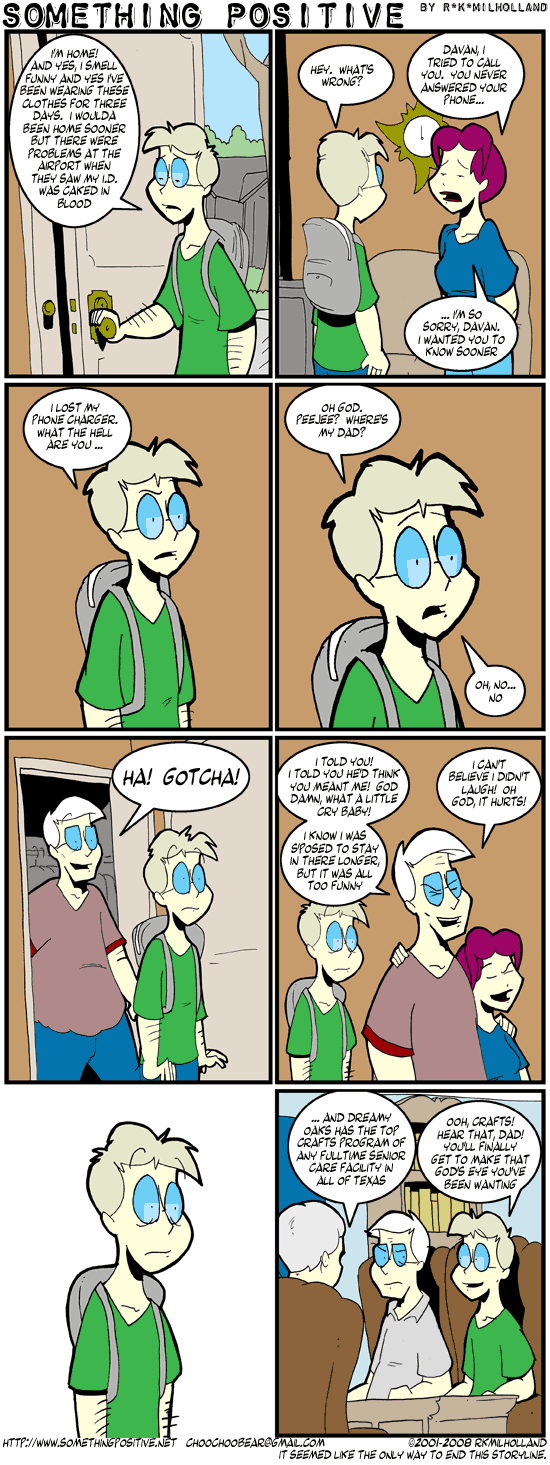 SOMETHING POSITIVE BY R*K*MILHOLLAND
I'M HOME!
AND YES, I SMELL
FUNNY AND YES I'VE
BEEN WEARING THESE
CLOTHES FOR THREE
DAYS. I WOULDA
BEEN HOME SOONER
BUT THERE WERE
PROBLEMS AT THE
AIRPORT WHEN
THEY SAW MY I.D.
WAS CAKED IN
BLOOD
HEY. WHAT'S
WRONG?
DAVAN, I
TRIED TO CALL
YOU. YOU NEVER
ANSWERED YOUR
PHONE...
... I'M SO
SORRY, DAVAN.
I WANTED YOU TO
KNOW SOONER
I LOST MY
PHONE CHARGER.
WHAT THE HELL
ARE YOU ...
OH GOD.
PEEJEE? WHERE'S
MY DAD?
OH, NO...
NO
HA! GOTCHA!
I TOLD YOU!
I TOLD YOU HE'D THINK
YOU MEANT ME! GOD
DAMN, WHAT A LITTLE
CRY BABY!
I KNOW I WAS
S'POSED TO STAY
IN THERE LONGER,
BUT IT WAS ALL
TOO FUNNY
I CAN'T
BELIEVE I DIDN'T
LAUGH! OH
GOD, IT HURTS!
... AND DREAMY
OAKS HAS THE TOP
CRAFTS PROGRAM OF
ANY FULLTIME SENIOR
CARE FACILITY IN
ALL OF TEXAS
OOH, CRAFTS!
HEAR THAT, DAD!
YOU'LL FINALLY
GET TO MAKE THAT
GOD'S EYE YOU'VE
BEEN WANTING
HTTP://WWW.SOMETHINGPOSITIVE.NET CHOOCHOOBEAR@GMAIL.COM ©2001-2008 RKMILHOLLAND
IT SEEMED LIKE THE ONLY WAY TO END THIS STORYLINE.